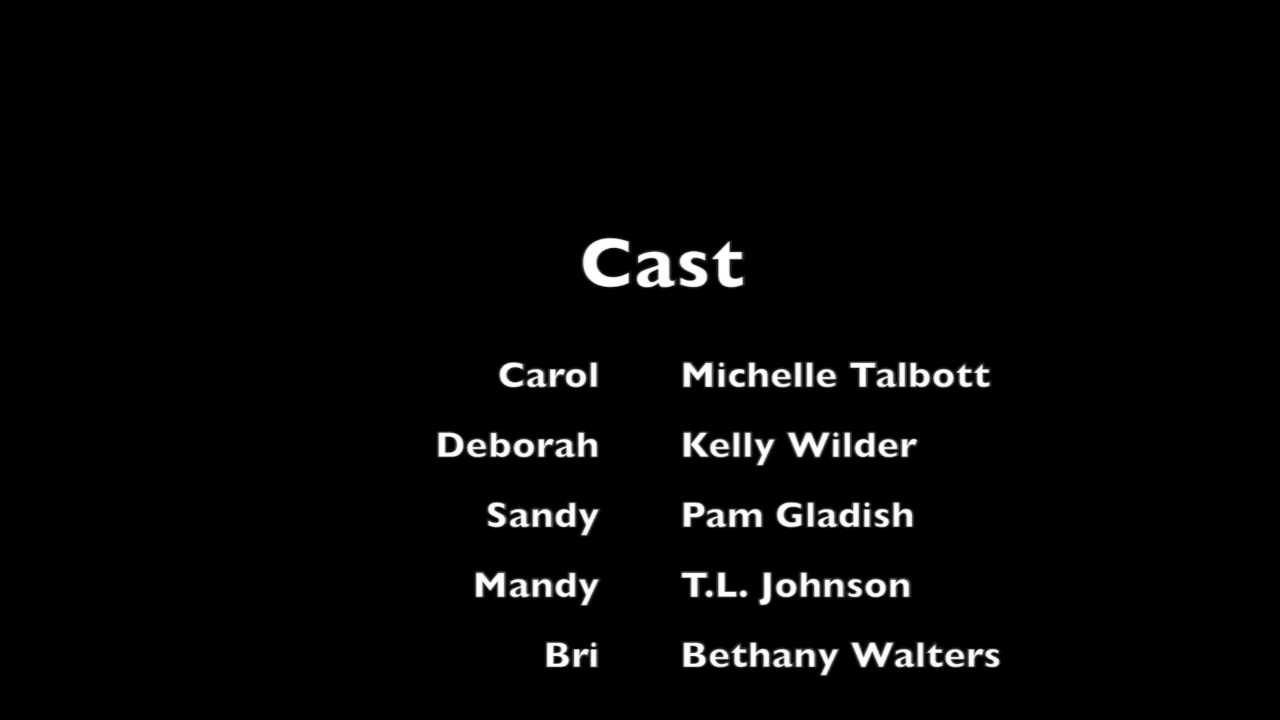 Cast
Carol Michelle Talbott
Deborah Kelly Wilder
Sandy Pam Gladish
Mandy T.L. Johnson
Bri Bethany Walters